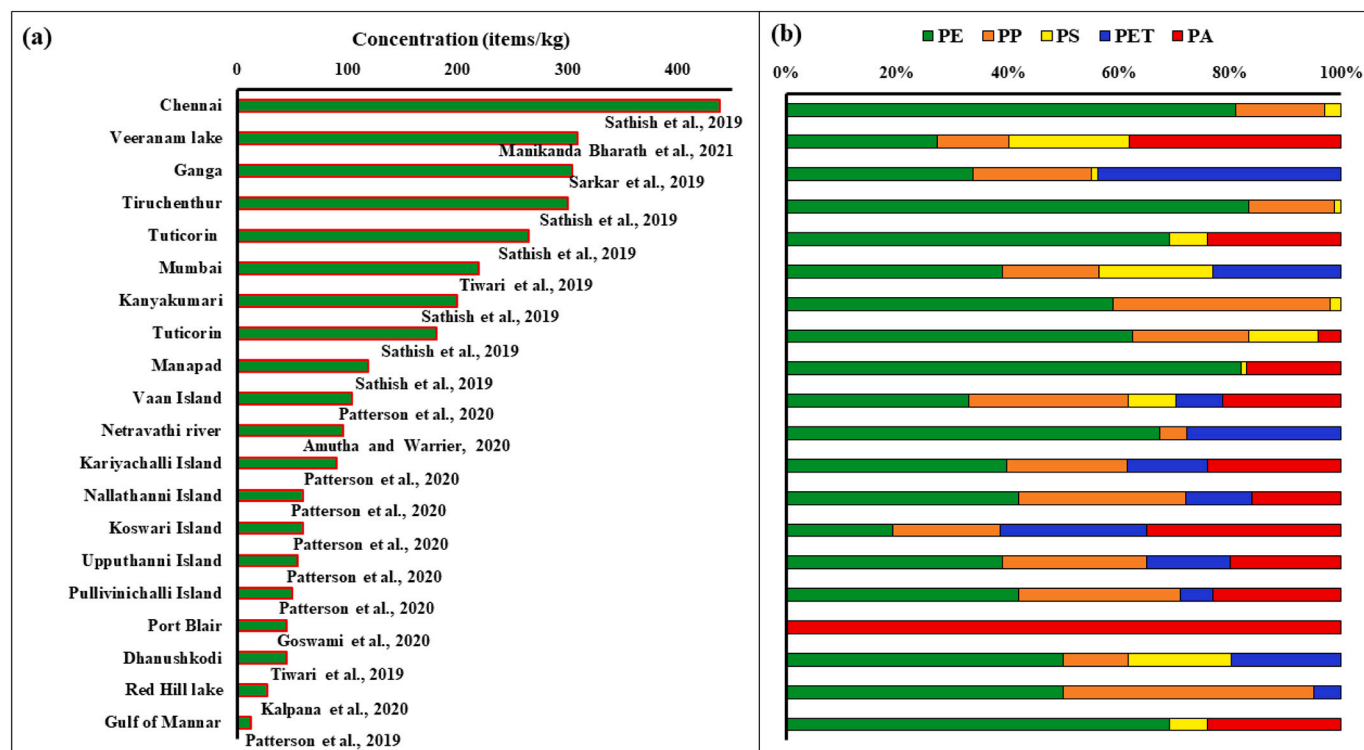 (a)
Concentration (items/kg)
0 100 200 300 400
Chennai
Sathish et al., 2019
Veeranam lake
Manikanda Bharath et al., 2021
Ganga
Sarkar et al., 2019
Tiruchenthur
Sathish et al., 2019
Tuticorin
Sathish et al., 2019
Mumbai
Tiwari et al., 2019
Kanyakumari
Sathish et al., 2019
Tuticorin
Sathish et al., 2019
Manapad
Sathish et al., 2019
Vaan Island
Patterson et al., 2020
Netravathi river
Amutha and Warrier, 2020
Kariyachalli Island
Patterson et al., 2020
Nallathanni Island
Patterson et al., 2020
Koswari Island
Patterson et al., 2020
Upputhanni Island
Patterson et al., 2020
Pullivinichalli Island
Patterson et al., 2020
Port Blair
Goswami et al., 2020
Dhanushkodi
Tiwari et al., 2019
Red Hill lake
Kalpana et al., 2020
Gulf of Mannar
Patterson et al., 2019
(b)
PE PP PS PET PA
0% 20% 40% 60% 80% 100%